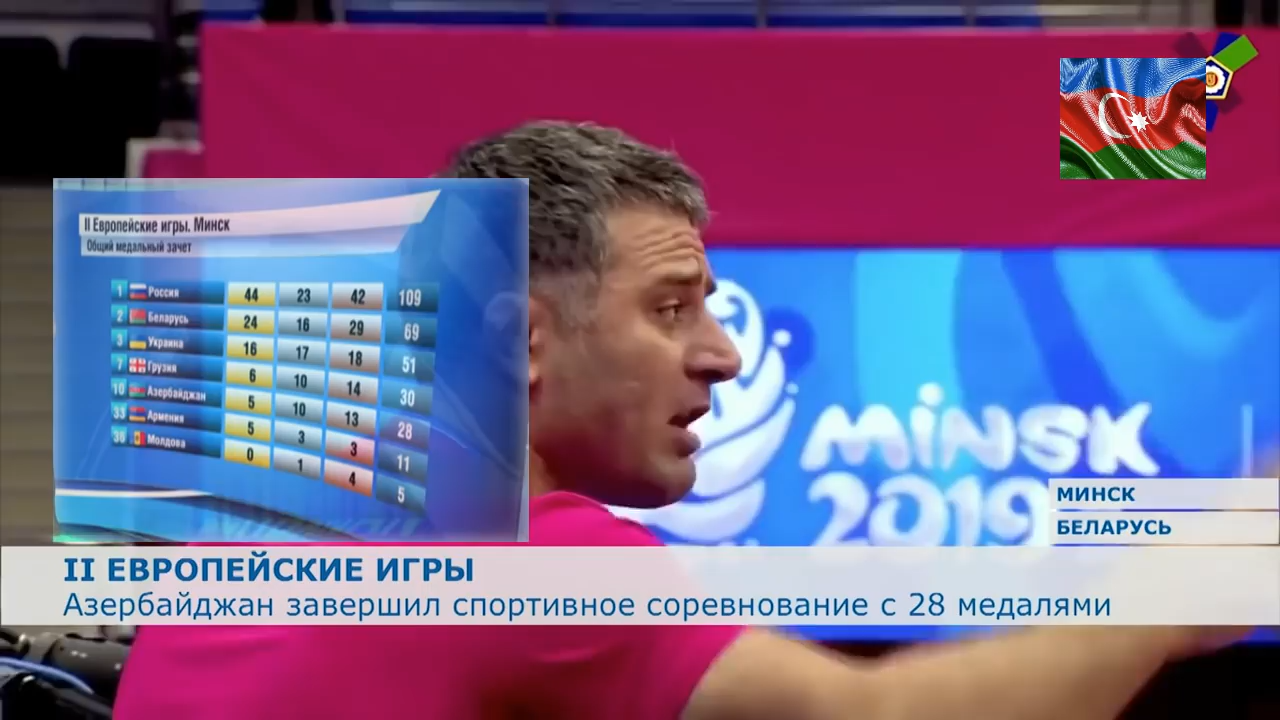 II Европейские игры. Минск
Общий медальный зачет
1 Россия 44 23 42 109
2 Беларусь 24 16 29 69
3 Украина 16 17 18 51
7 Грузия 6 10 14 30
10 Азербайджан 5 10 13 28
33 Армения 5 3 3 11
38 Молдова 0 1 4 5
MiNSK
2019
МИНСК
БЕЛАРУСЬ
II ЕВРОПЕЙСКИЕ ИГРЫ
Азербайджан завершил спортивное соревнование с 28 медалями